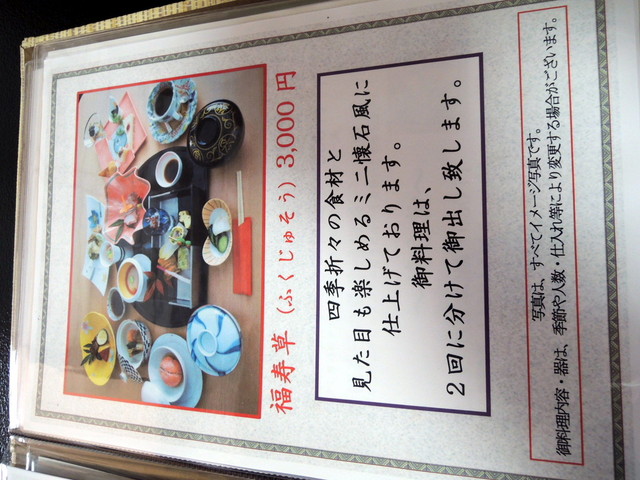 福寿草（ふくじゅそう）3,000 円
四季折々の食材と
見た目も楽しめるミニ懐石風に
仕上げております。
御料理は、
２回に分けて御出し致します。
写真は、すべてイメージ写真です。
御料理内容・器は、季節や人数・仕入れ等により変更する場合がございます。